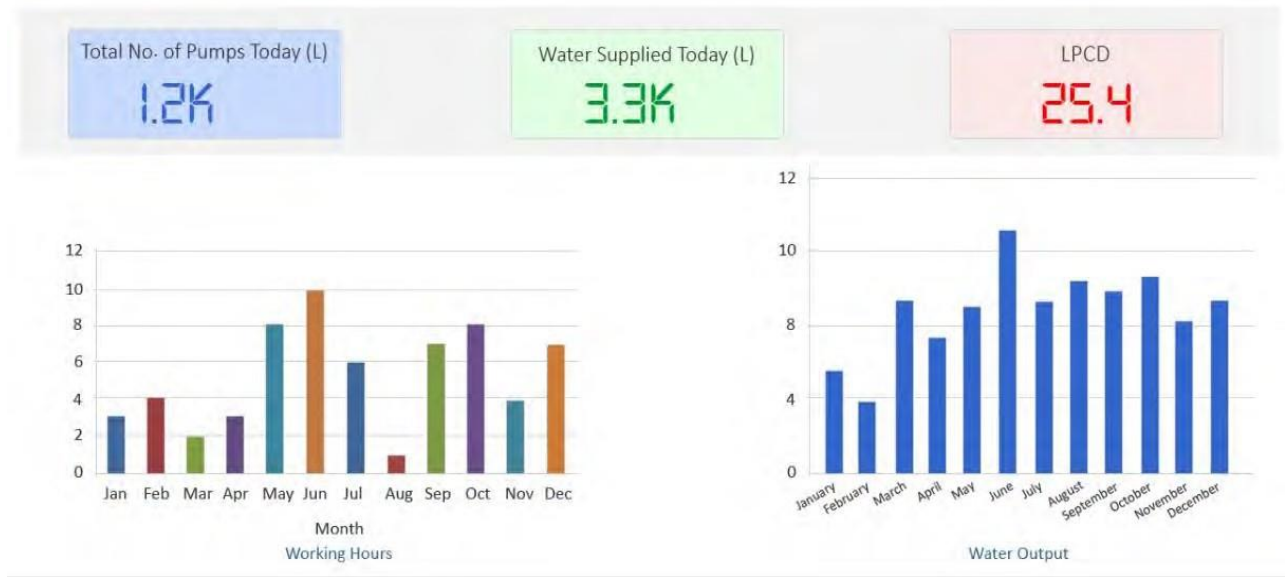 Total No. of Pumps Today (L)
1.2K
Water Supplied Today (L)
3.3K
LPCD
25.4
12
10
8
6
4
2
0
Jan Feb Mar Apr May Jun Jul Aug Sep Oct Nov Dec
Month
Working Hours
12
10
8
4
0
January February March April May June July August September October November December
Water Output